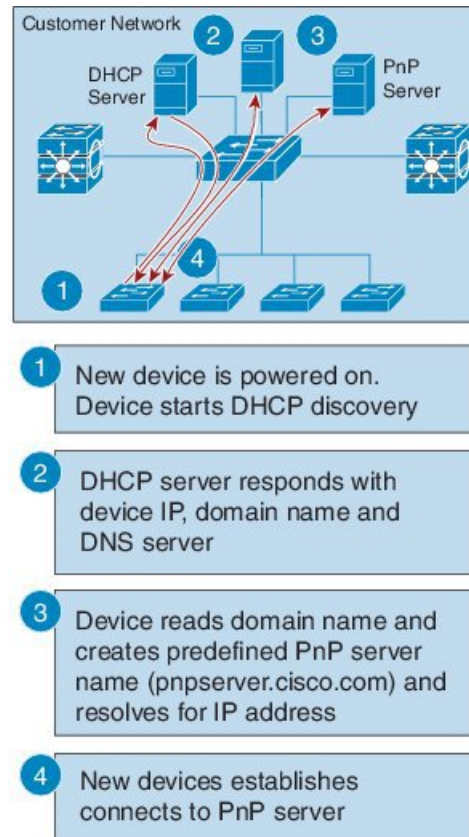 Customer Network
2
3
DHCP
Server
PnP
Server
4
1
1
New device is powered on.
Device starts DHCP discovery
2
DHCP server responds with
device IP, domain name and
DNS server
3
Device reads domain name and
creates predefined PnP server
name (pnpserver.cisco.com) and
resolves for IP address
4
New devices establishes
connects to PnP server